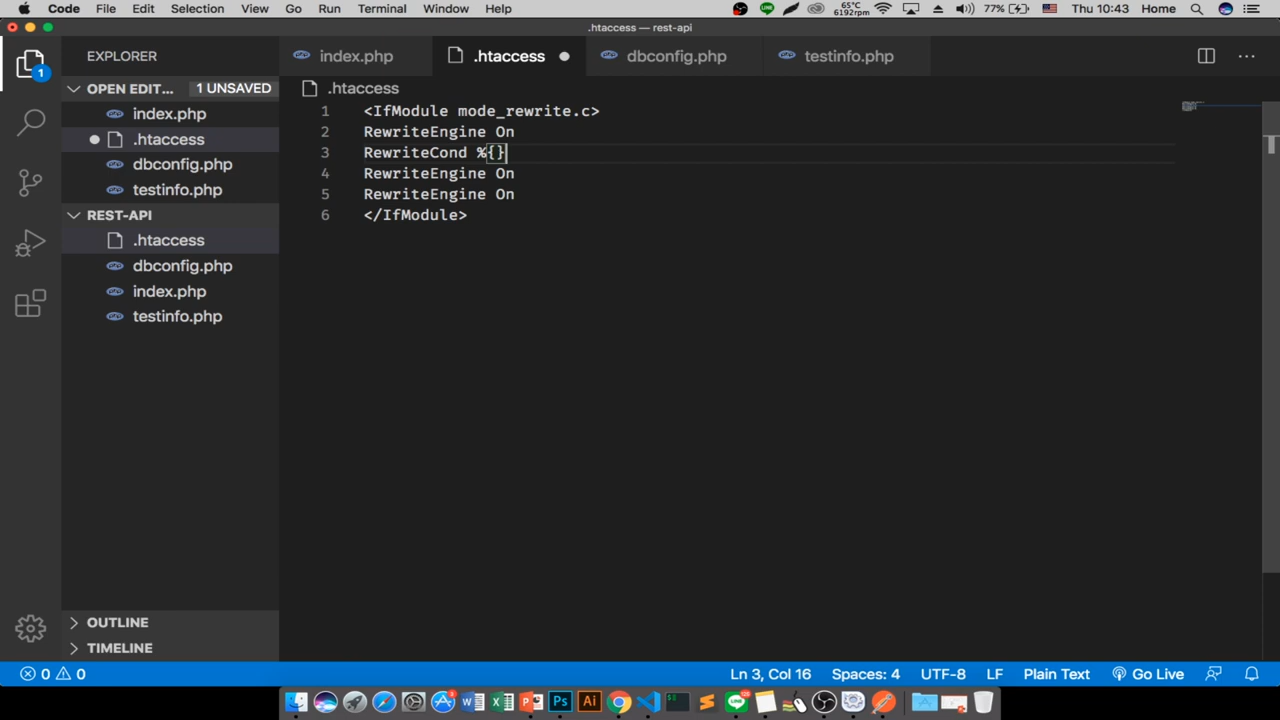 Code File Edit Selection View Go Run Terminal Window Help 65°C 6192rpm 77% Thu 10:43 Home
.htaccess — rest-api
EXPLORER
index.php .htaccess dbconfig.php testinfo.php
OPEN EDIT... 1 UNSAVED
index.php
.htaccess
dbconfig.php
testinfo.php
REST-API
.htaccess
dbconfig.php
index.php
testinfo.php
OUTLINE
TIMELINE
1
.htaccess
1 <IfModule mode_rewrite.c>
2 RewriteEngine On
3 RewriteCond %{}
4 RewriteEngine On
5 RewriteEngine On
6 </IfModule>
0 0 Ln 3, Col 16 Spaces: 4 UTF-8 LF Plain Text Go Live